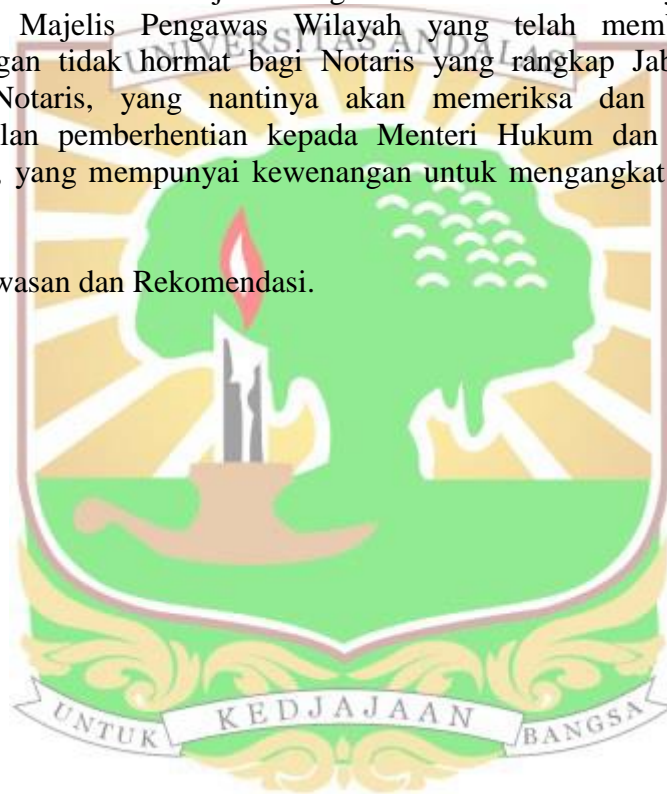 Majelis Pengawas Wilayah yang telah mem
gan tidak hormat bagi Notaris yang rangkap Jab
Notaris, yang nantinya akan memeriksa dan
lan pemberhentian kepada Menteri Hukum dan
yang mempunyai kewenangan untuk mengangkat
wasan dan Rekomendasi.
UNIVERSITAS ANDALAS
UNTUK KEDJAJAAN BANGSA